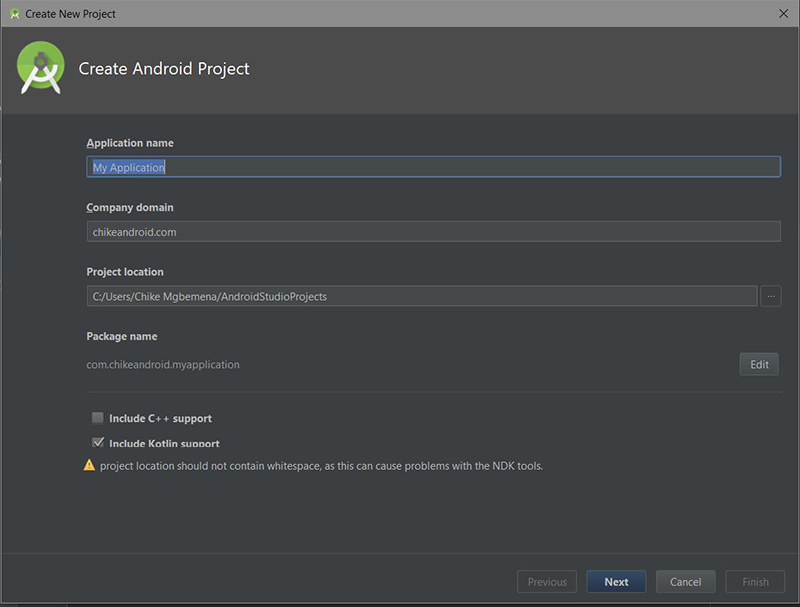 Create New Project
Create Android Project
Application name
My Application
Company domain
chikeandroid.com
Project location
C:/Users/Chike Mgbemena/AndroidStudioProjects
...
Package name
com.chikeandroid.myapplication
Edit
Include C++ support
Include Kotlin support
project location should not contain whitespace, as this can cause problems with the NDK tools.
Previous Next Cancel Finish